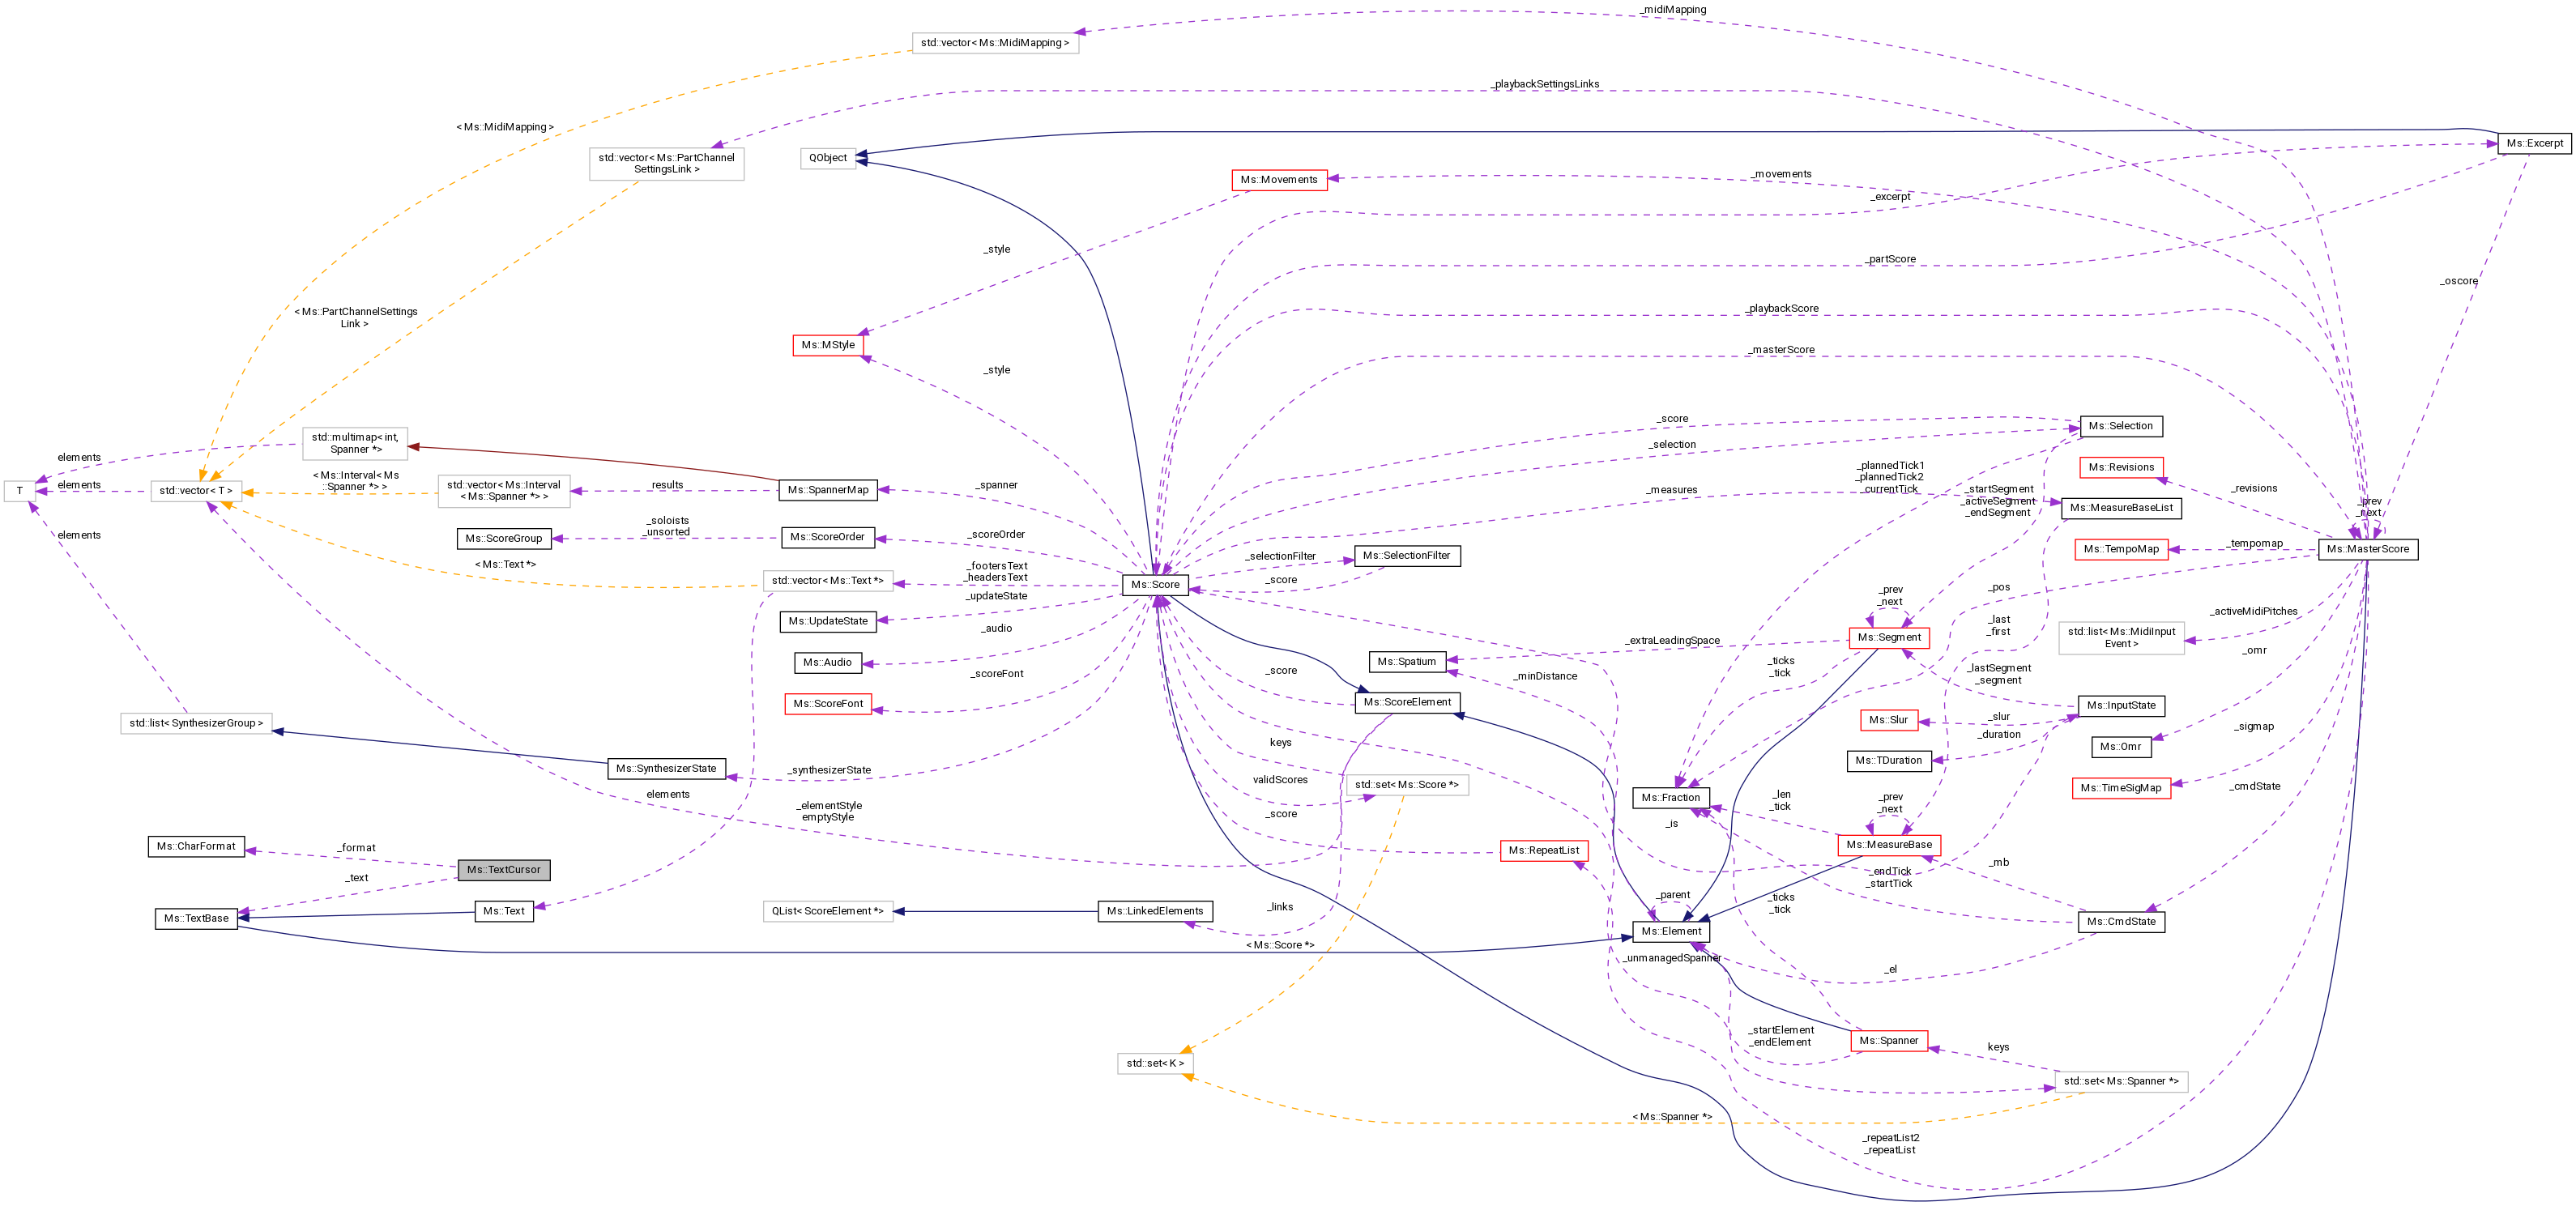 _midiMapping
std::vector< Ms::MidiMapping >
_playbackSettingsLinks
< Ms::MidiMapping >
Ms::Excerpt
std::vector< Ms::PartChannel
SettingsLink >
QObject
Ms::Movements
_movements
_excerpt
_style
_partScore
_oscore
< Ms::PartChannelSettings
Link >
_playbackScore
Ms::MStyle
_masterScore
_style
_score
Ms::Selection
std::multimap< int,
Spanner *>
_selection
elements
_plannedTick1
_plannedTick2
_currentTick
Ms::Revisions
< Ms::Interval< Ms
::Spanner *> >
T
elements
std::vector< T >
std::vector< Ms::Interval
< Ms::Spanner *> >
results
Ms::SpannerMap
_spanner
_measures
_startSegment
_activeSegment
_endSegment
_revisions
Ms::MeasureBaseList
_prev
_next
_soloists
_unsorted
Ms::ScoreGroup
Ms::ScoreOrder
_scoreOrder
elements
_selectionFilter
Ms::SelectionFilter
Ms::TempoMap
_tempomap
Ms::MasterScore
< Ms::Text *>
std::vector< Ms::Text *>
_footersText
_headersText
Ms::Score
_score
_pos
_updateState
Ms::UpdateState
_prev
_next
_activeMidiPitches
_audio
_extraLeadingSpace
Ms::Segment
_last
_first
std::list< Ms::MidiInput
Event >
Ms::Audio
Ms::Spatium
_omr
_scoreFont
_score
_minDistance
_ticks
_tick
_lastSegment
_segment
Ms::ScoreFont
Ms::ScoreElement
Ms::InputState
std::list< SynthesizerGroup >
Ms::Slur
_slur
_sigmap
_duration
keys
Ms::Omr
Ms::SynthesizerState
_synthesizerState
Ms::TDuration
validScores
std::set< Ms::Score *>
Ms::TimeSigMap
_cmdState
elements
_elementStyle
emptyStyle
Ms::Fraction
_len
_tick
_prev
_next
_score
_is
Ms::CharFormat
_format
Ms::RepeatList
Ms::MeasureBase
Ms::TextCursor
_mb
_text
_endTick
_startTick
_parent
_ticks
_tick
Ms::TextBase
Ms::Text
QList< ScoreElement *>
Ms::LinkedElements
_links
Ms::Element
Ms::CmdState
< Ms::Score *>
_unmanagedSpanner
_el
_startElement
_endElement
Ms::Spanner
keys
std::set< K >
std::set< Ms::Spanner *>
< Ms::Spanner *>
_repeatList2
_repeatList